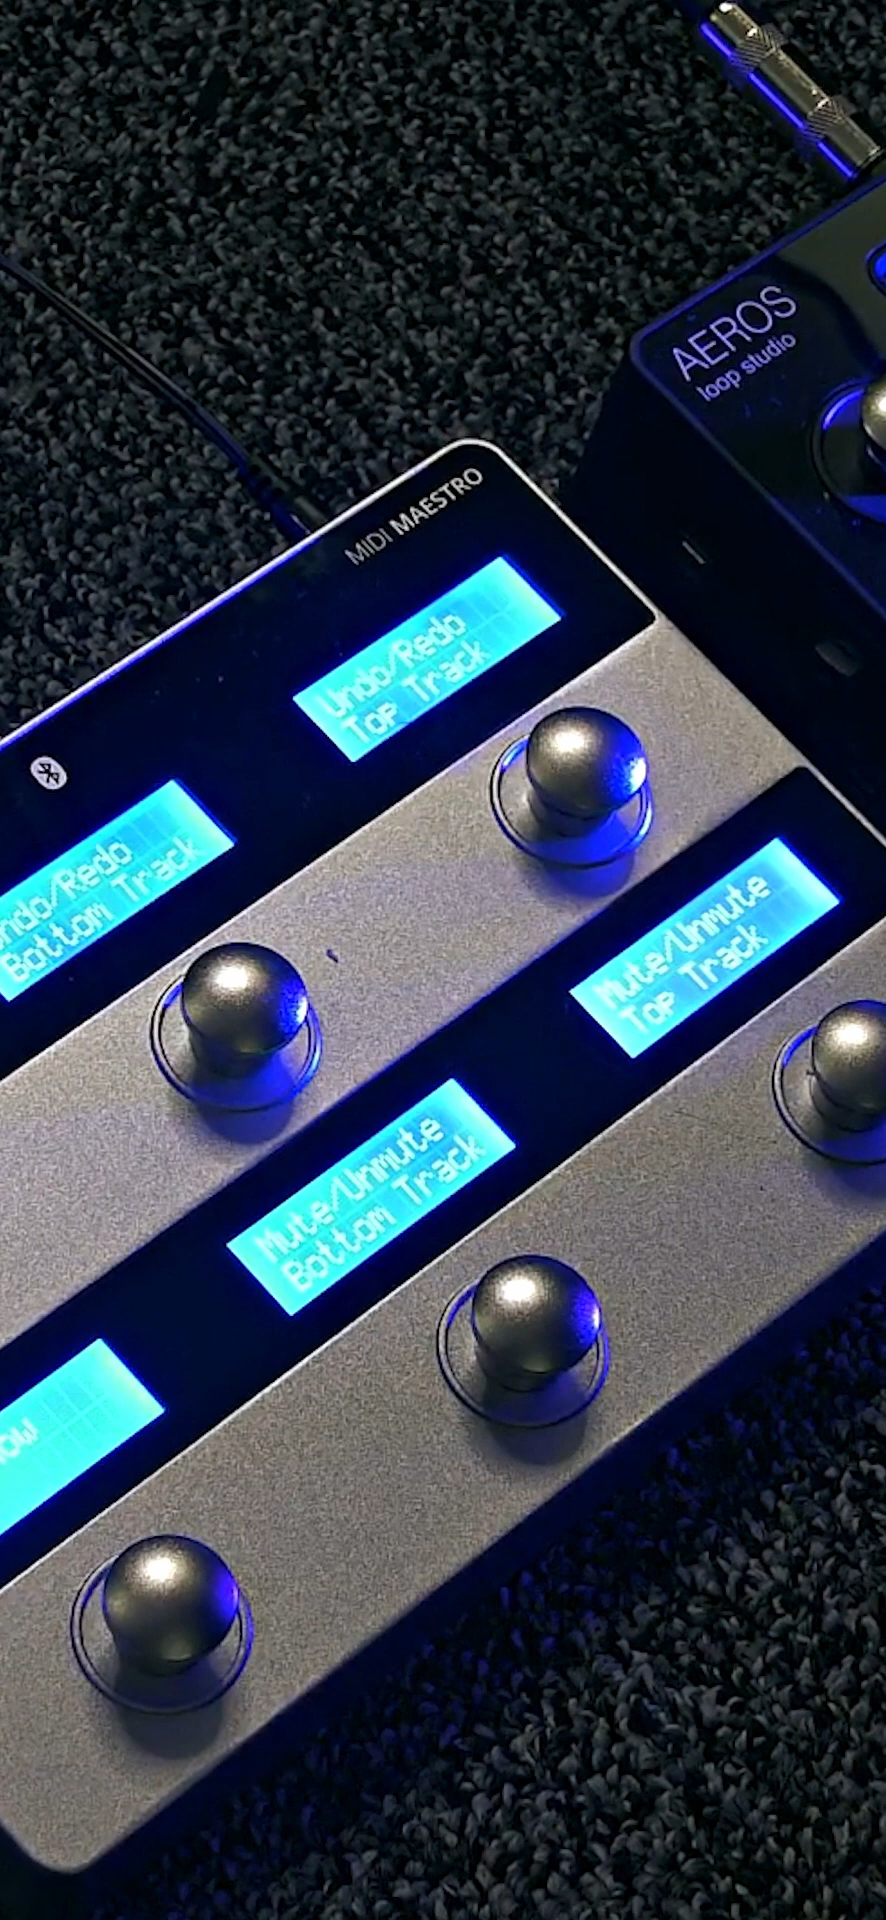 AEROS
loop studio
MIDI MAESTRO
Undo/Redo
Top Track
Undo/Redo
Bottom Track
Mute/Unmute
Top Track
Mute/Unmute
Bottom Track